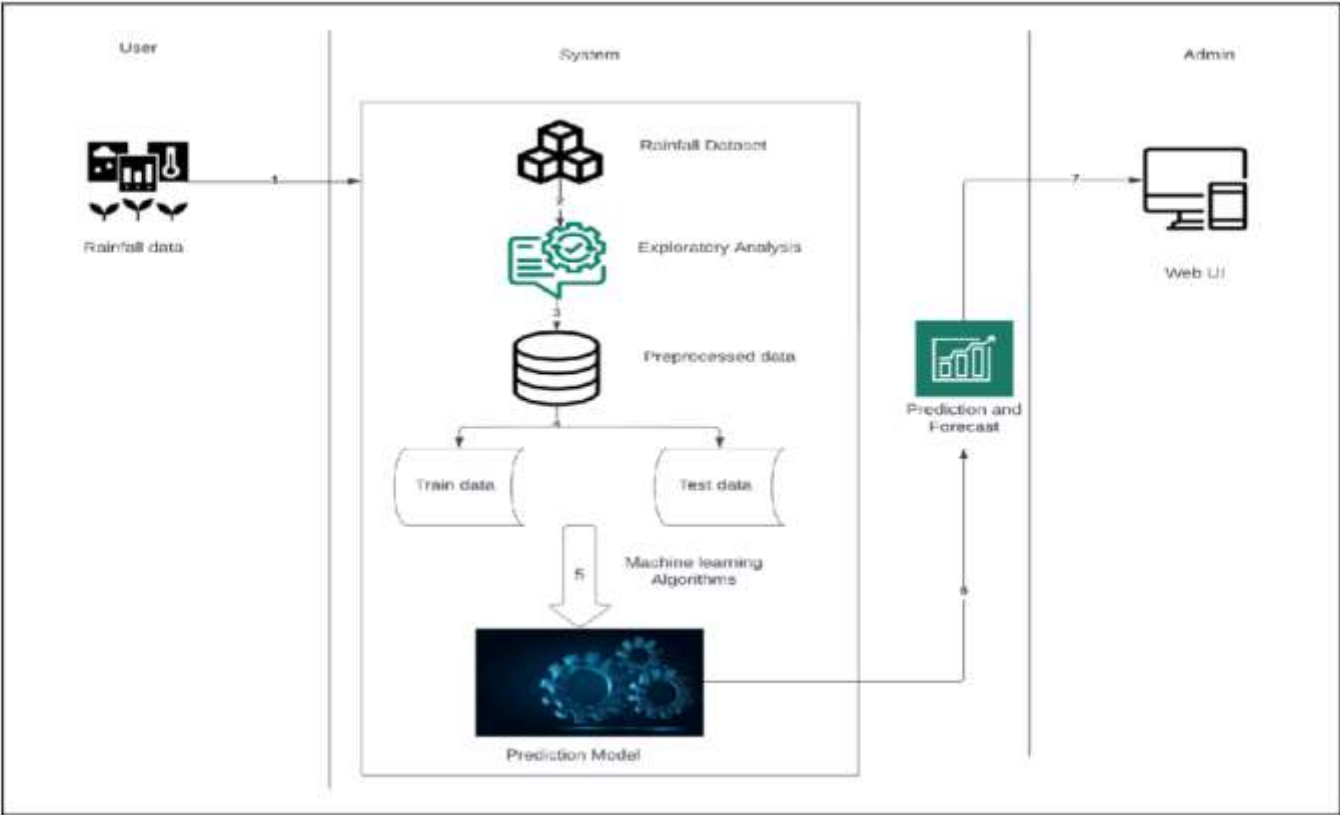 User
System
Admin
Rainfall data
1
Rainfall Dataset
2
Exploratory Analysis
3
Preprocessed data
4
Train data
Test data
5
Machine learning
Algorithms
Prediction Model
6
Prediction and
Forecast
7
Web UI